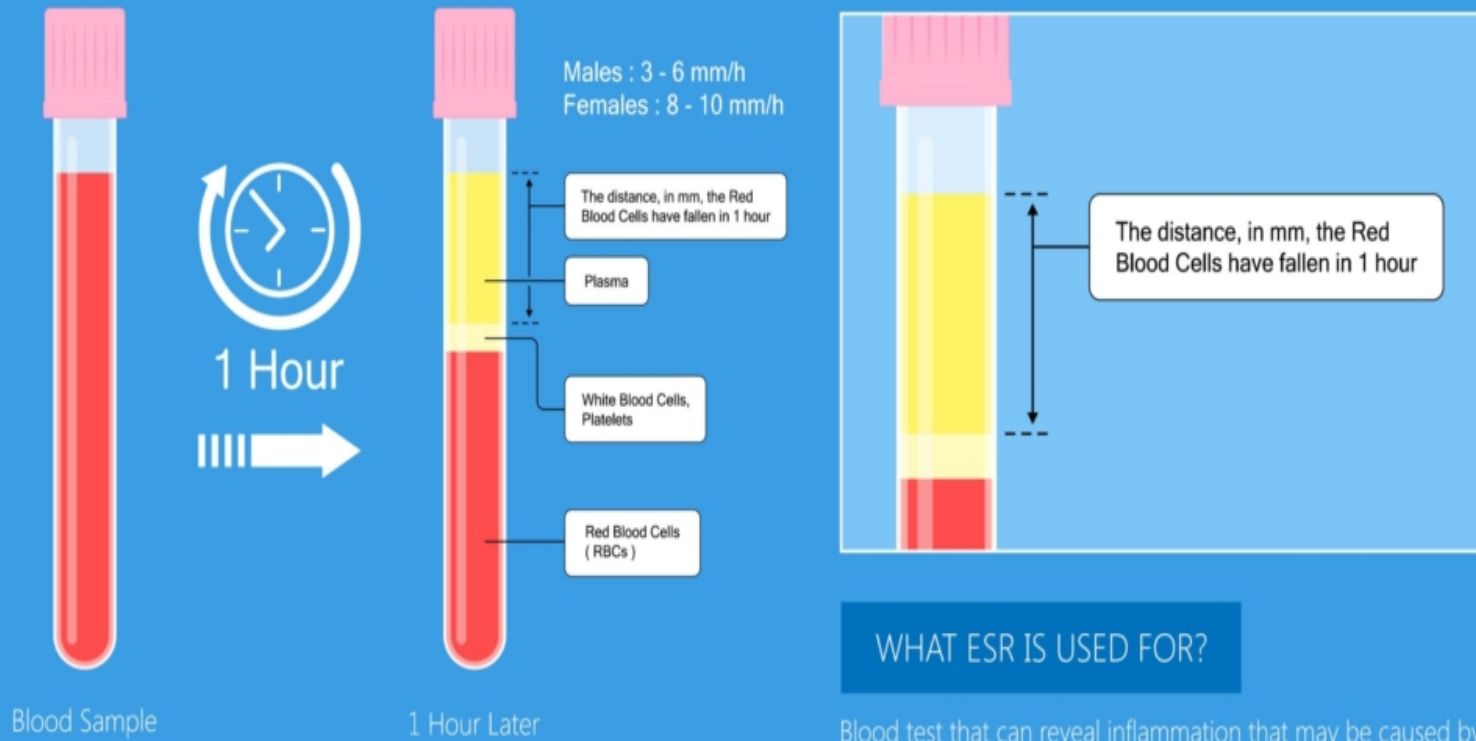 Males : 3 - 6 mm/h
Females : 8 - 10 mm/h
The distance, in mm, the Red
Blood Cells have fallen in 1 hour
Plasma
White Blood Cells,
Platelets
Red Blood Cells
( RBCs )
1 Hour
Blood Sample
1 Hour Later
The distance, in mm, the Red
Blood Cells have fallen in 1 hour
WHAT ESR IS USED FOR?
Blood test that can reveal inflammation that may be caused by